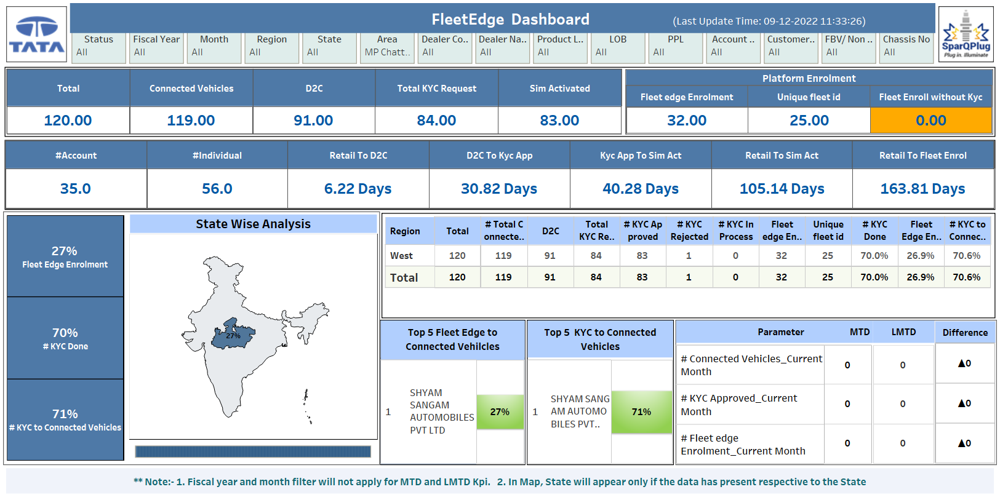 TATA
FleetEdge Dashboard
(Last Update Time: 09-12-2022 11:33:26)
SparQPlug
Plug in. Illuminate
Status
All
Fiscal Year
All
Month
All
Region
All
State
All
Area
MP Chatt..
Dealer Co..
All
Dealer Na..
All
Product L..
All
LOB
All
PPL
All
Account ..
All
Customer..
All
FBV/ Non ..
All
Chassis No
All
Total
120.00
Connected Vehicles
119.00
D2C
91.00
Total KYC Request
84.00
Sim Activated
83.00
Platform Enrolment
Fleet edge Enrolment
32.00
Unique fleet id
25.00
Fleet Enroll without Kyc
0.00
#Account
35.0
#Individual
56.0
Retail To D2C
6.22 Days
D2C To Kyc App
30.82 Days
Kyc App To Sim Act
40.28 Days
Retail To Sim Act
105.14 Days
Retail To Fleet Enrol
163.81 Days
27%
Fleet Edge Enrolment
70%
# KYC Done
71%
# KYC to Connected Vehicles
State Wise Analysis
27%
Region Total # Total C onnecte.. D2C Total KYC Re.. # KYC Ap proved # KYC Rejected # KYC In Process Fleet edge En.. Unique fleet id # KYC Done Fleet Edge En.. # KYC to Connec..
West 120 119 91 84 83 1 0 32 25 70.0% 26.9% 70.6%
Total 120 119 91 84 83 1 0 32 25 70.0% 26.9% 70.6%
Top 5 Fleet Edge to
Connected Vehilcles
1
SHYAM
SANGAM
AUTOMOBILES
PVT LTD
27%
Top 5 KYC to Connected
Vehicles
1
SHYAM SANG
AM AUTOMO
BILES PVT..
71%
Parameter MTD LMTD Difference
# Connected Vehicles_Current
Month
0 0 ▲0
# KYC Approved_Current
Month
0 0 ▲0
# Fleet edge
Enrolment_Current Month
0 0 ▲0
** Note:- 1. Fiscal year and month filter will not apply for MTD and LMTD Kpi. 2. In Map, State will appear only if the data has present respective to the State